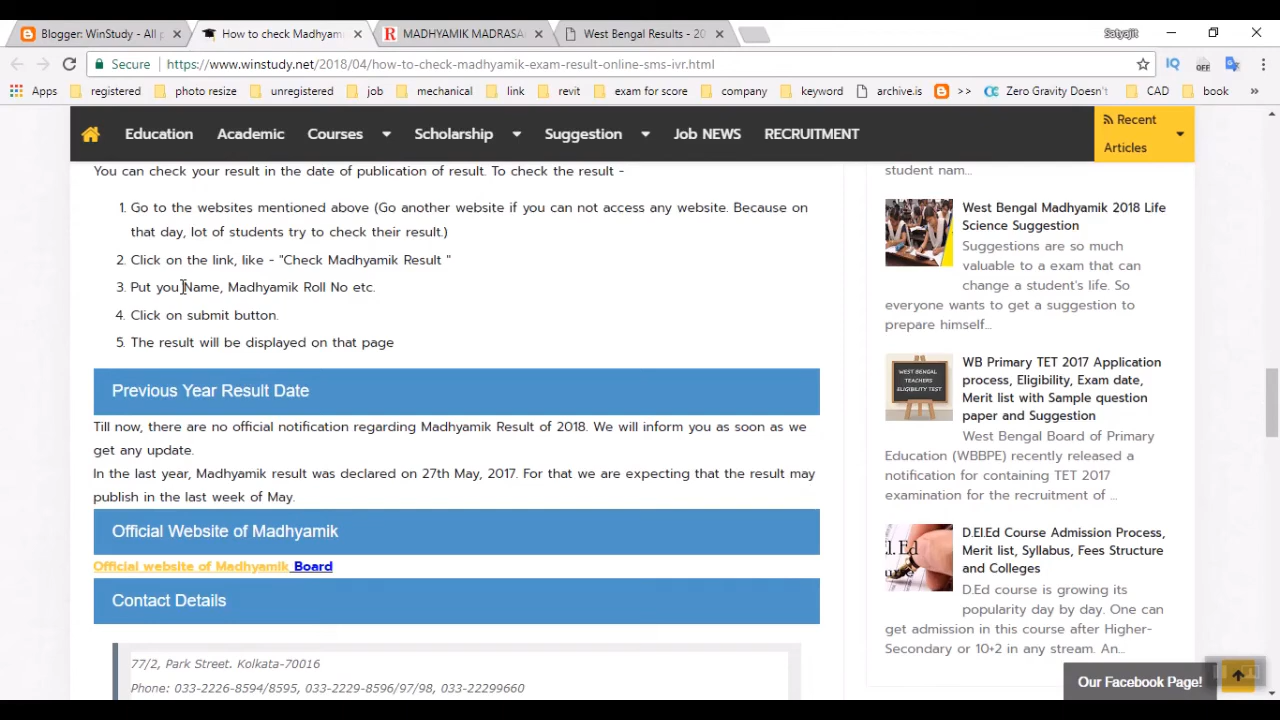 Blogger: WinStudy - All p
How to check Madhyam
MADHYAMIK MADRASA
West Bengal Results - 20
Satyajit
Secure
https://www.winstudy.net/2018/04/how-to-check-madhyamik-exam-result-online-sms-ivr.html
IQ
OFF
Apps
registered
photo resize
unregistered
job
mechanical
link
revit
exam for score
company
keyword
archive.is
>>
Zero Gravity Doesn't
CAD
book
»
Education
Academic
Courses
Scholarship
Suggestion
Job NEWS
RECRUITMENT
Recent
Articles
You can check your result in the date of publication of result. To check the result -
1. Go to the websites mentioned above (Go another website if you can not access any website. Because on
that day, lot of students try to check their result.)
2. Click on the link, like - "Check Madhyamik Result "
3. Put you Name, Madhyamik Roll No etc.
4. Click on submit button.
5. The result will be displayed on that page
Previous Year Result Date
Till now, there are no official notification regarding Madhyamik Result of 2018. We will inform you as soon as we
get any update.
In the last year, Madhyamik result was declared on 27th May, 2017. For that we are expecting that the result may
publish in the last week of May.
Official Website of Madhyamik
Official website of Madhyamik Board
Contact Details
77/2, Park Street. Kolkata-70016
Phone: 033-2226-8594/8595, 033-2229-8596/97/98, 033-22299660
student nam...
West Bengal Madhyamik 2018 Life
Science Suggestion
Suggestions are so much
valuable to a exam that can
change a student's life. So
everyone wants to get a suggestion to
prepare himself...
WEST BENGAL
TEACHERS
ELIGIBILITY TEST
WB Primary TET 2017 Application
process, Eligibility, Exam date,
Merit list with Sample question
paper and Suggestion
West Bengal Board of Primary
Education (WBBPE) recently released a
notification for containing TET 2017
examination for the recruitment of ...
D.El.Ed Course Admission Process,
Merit list, Syllabus, Fees Structure
and Colleges
D.Ed course is growing its
popularity day by day. One can
get admission in this course after Higher-
Secondary or 10+2 in any stream. An...
Our Facebook Page!